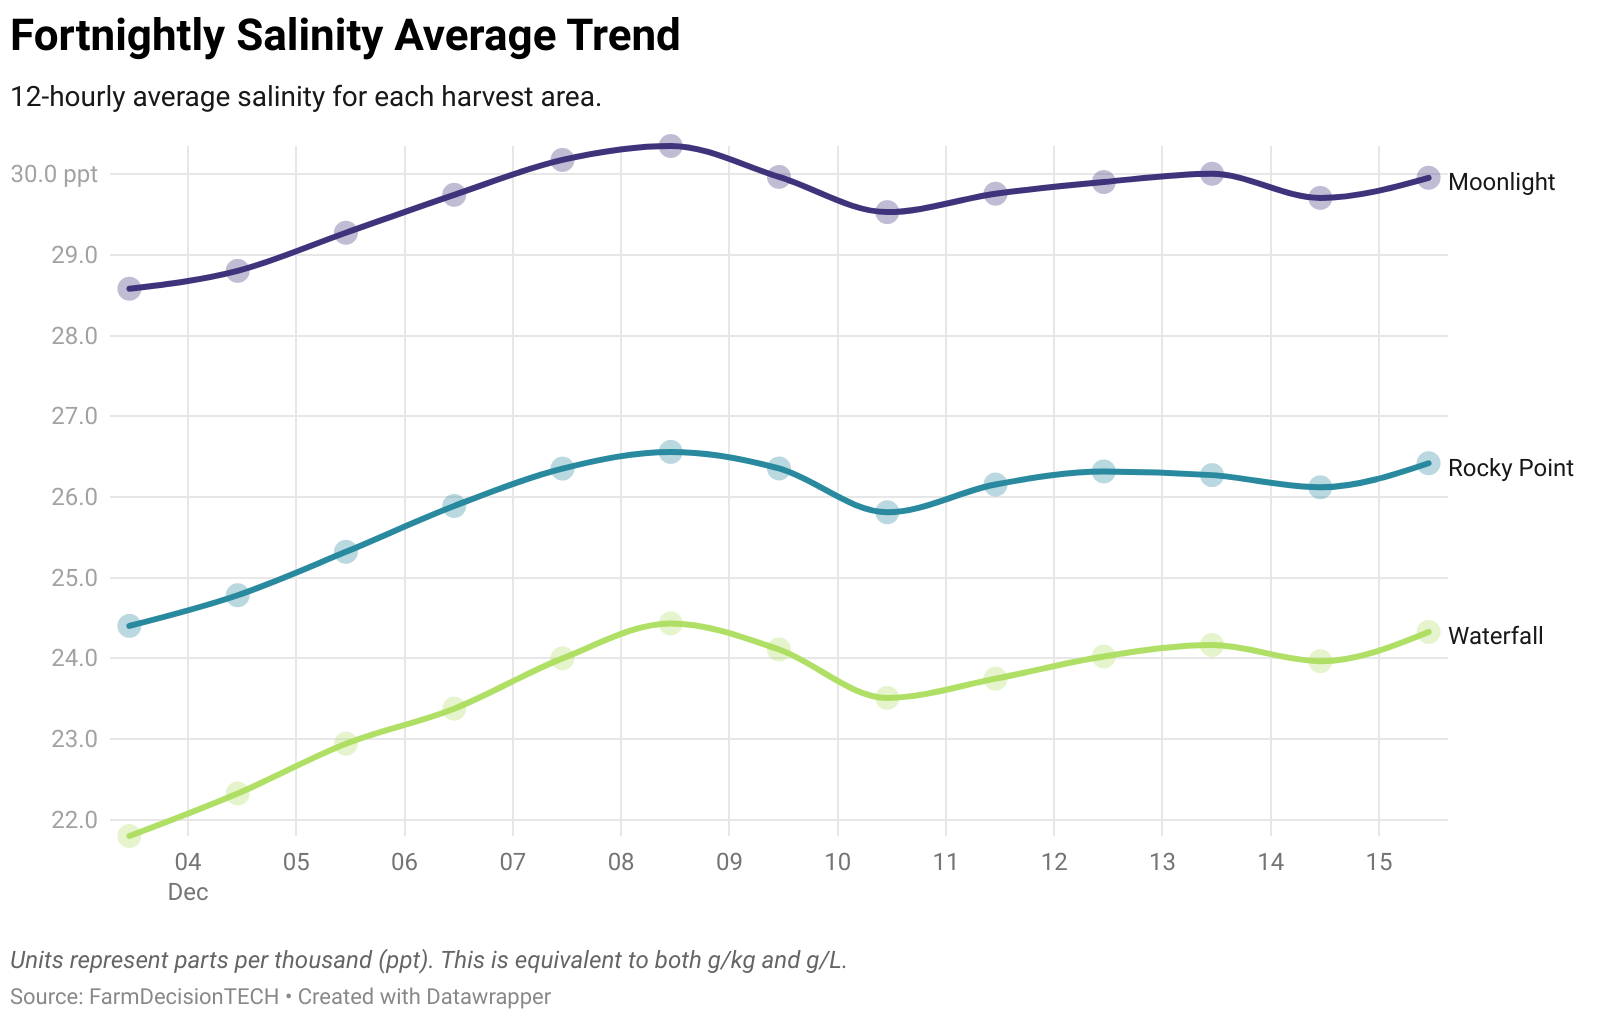 Fortnightly Salinity Average Trend
12-hourly average salinity for each harvest area.
30.0 ppt
29.0
28.0
27.0
26.0
25.0
24.0
23.0
22.0
Moonlight
Rocky Point
Waterfall
04 05 06 07 08 09 10 11 12 13 14 15
Dec
Units represent parts per thousand (ppt). This is equivalent to both g/kg and g/L.
Source: FarmDecisionTECH • Created with Datawrapper